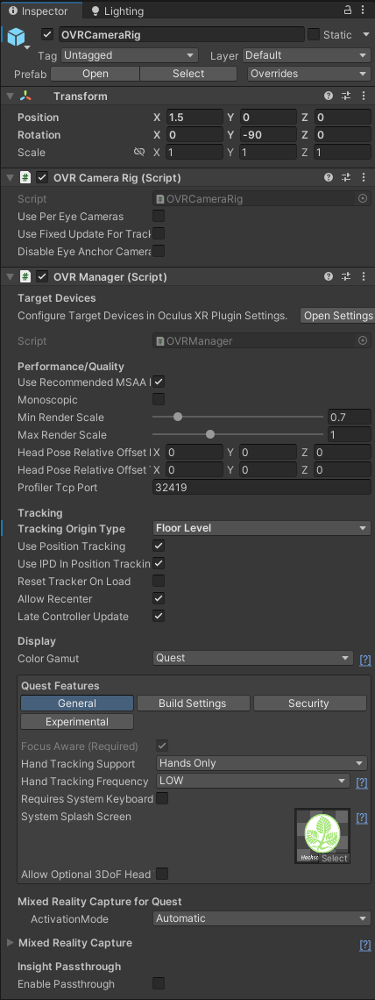 Inspector Lighting
OVRCameraRig Static
Tag Untagged Layer Default
Prefab Open Select Overrides
Transform
Position X 1.5 Y 0 Z 0
Rotation X 0 Y -90 Z 0
Scale X 1 Y 1 Z 1
# OVR Camera Rig (Script)
Script # OVRCameraRig
Use Per Eye Cameras
Use Fixed Update For Track
Disable Eye Anchor Camera
# OVR Manager (Script)
Target Devices
Configure Target Devices in Oculus XR Plugin Settings. Open Settings
Script # OVRManager
Performance/Quality
Use Recommended MSAA
Monoscopic
Min Render Scale 0.7
Max Render Scale 1
Head Pose Relative Offset X 0 Y 0 Z 0
Head Pose Relative Offset X 0 Y 0 Z 0
Profiler Tcp Port 32419
Tracking
Tracking Origin Type Floor Level
Use Position Tracking
Use IPD In Position Trackin
Reset Tracker On Load
Allow Recenter
Late Controller Update
Display
Color Gamut Quest [?]
Quest Features
General Build Settings Security
Experimental
Focus Aware (Required)
Hand Tracking Support Hands Only
Hand Tracking Frequency LOW [?]
Requires System Keyboard
System Splash Screen [?]
Select
Allow Optional 3DoF Head
Mixed Reality Capture for Quest
ActivationMode Automatic
Mixed Reality Capture [?]
Insight Passthrough
Enable Passthrough